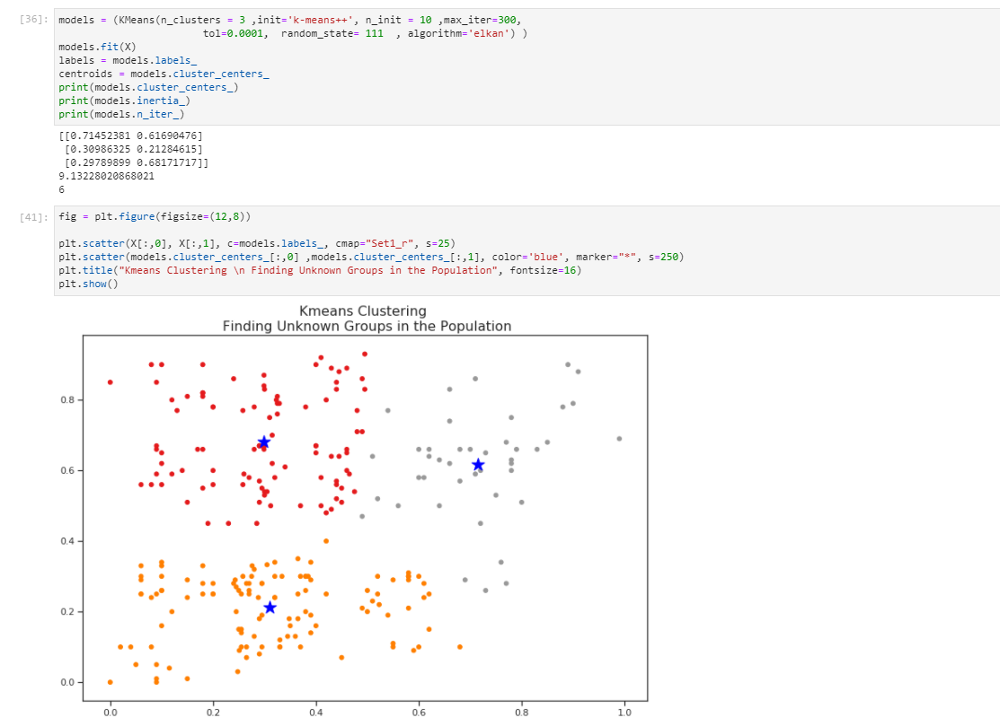 [36]: models = (KMeans(n_clusters = 3 ,init='k-means++', n_init = 10 ,max_iter=300,
tol=0.0001,  random_state= 111  , algorithm='elkan') )
models.fit(X)
labels = models.labels_
centroids = models.cluster_centers_
print(models.cluster_centers_)
print(models.inertia_)
print(models.n_iter_)
[[0.71452381 0.61690476]
[0.30986325 0.21284615]
[0.29789899 0.68171717]]
9.13228020868021
6
[41]: fig = plt.figure(figsize=(12,8))
plt.scatter(X[:,0], X[:,1], c=models.labels_, cmap="Set1_r", s=25)
plt.scatter(models.cluster_centers_[:,0] ,models.cluster_centers_[:,1], color='blue', marker="*", s=250)
plt.title("Kmeans Clustering \n Finding Unknown Groups in the Population", fontsize=16)
plt.show()
Kmeans Clustering
Finding Unknown Groups in the Population
0.8
0.6
0.4
0.2
0.0
0.0 0.2 0.4 0.6 0.8 1.0